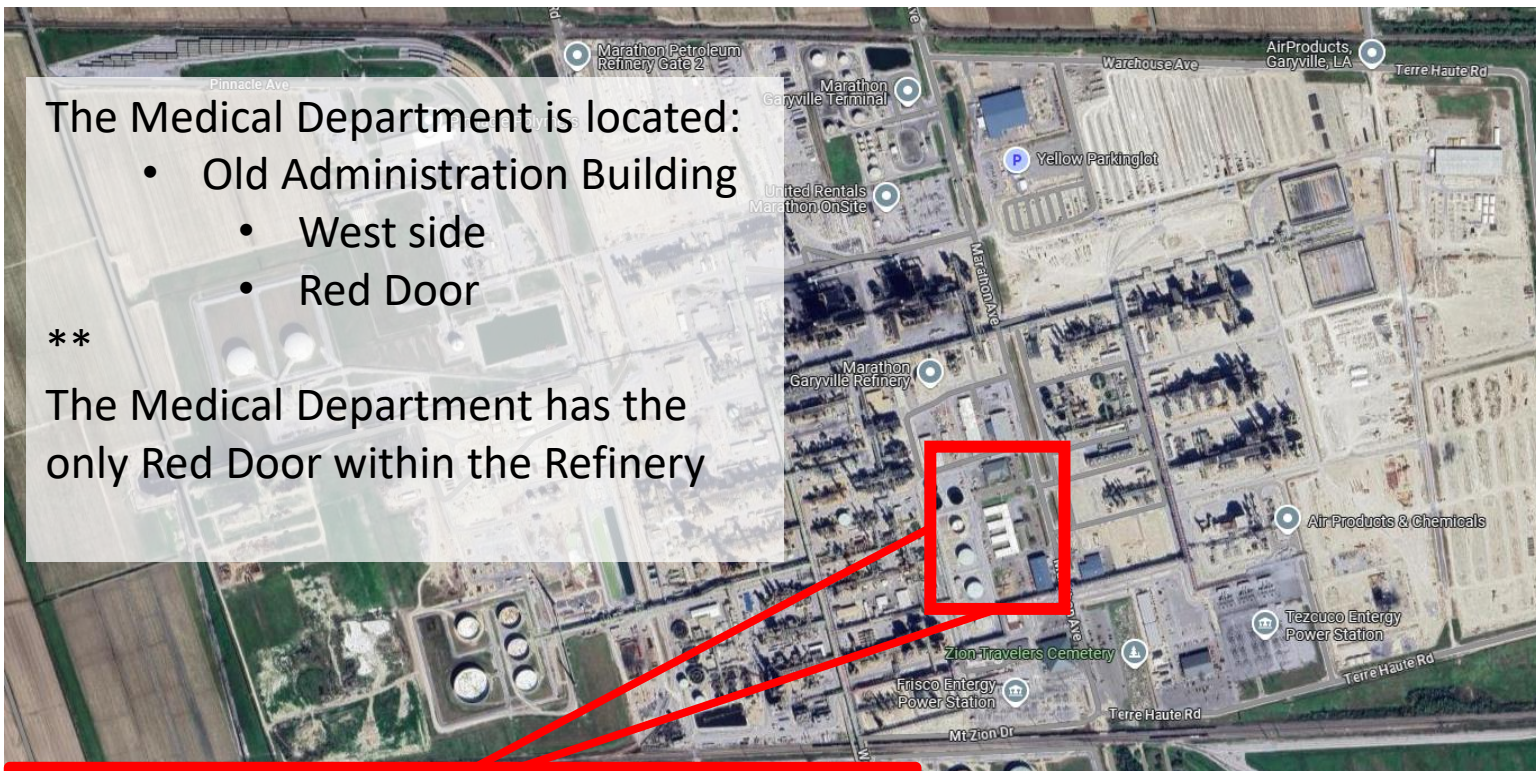 Marathon Petroleum
Refinery Gate 2
AirProducts,
Garyville, LA
Warehouse Ave
Terre Haute Rd
Pinnacle Ave
Marathon
Garyville Terminal
The Medical Department is located:
• Old Administration Building
• West side
• Red Door
**
The Medical Department has the
only Red Door within the Refinery
P Yellow Parkinglot
United Rentals
Marathon OnSite
Marathon Ave
Marathon
Garyville Refinery
Air Products & Chemicals
Tezcuco Entergy
Power Station
Zion Travelers Cemetery
Frisco Entergy
Power Station
Terre Haute Rd
Terre Haute Rd
Mt Zion Dr